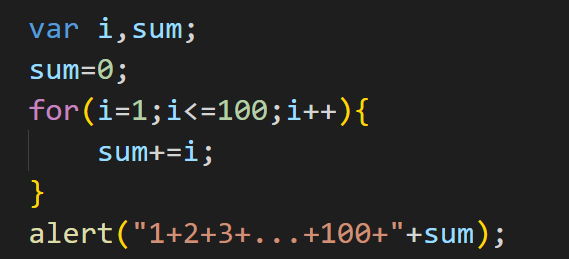 var i,sum;
sum=0;
for(i=1;i<=100;i++){
    sum+=i;
}
alert("1+2+3+...+100+"+sum);